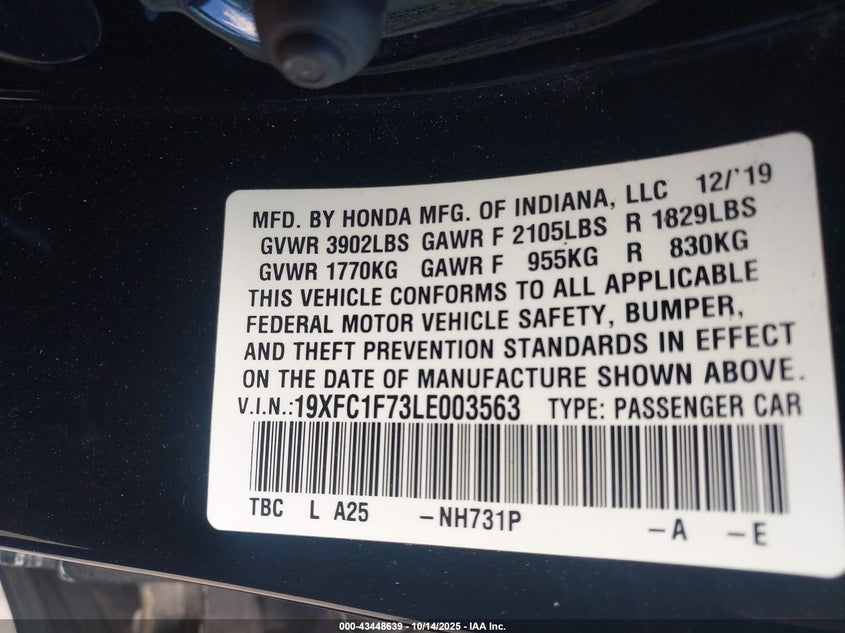 MFD. BY HONDA MFG. OF INDIANA, LLC 12/'19
GVWR 3902LBS GAWR F 2105LBS R 1829LBS
GVWR 1770KG GAWR F 955KG R 830KG
THIS VEHICLE CONFORMS TO ALL APPLICABLE
FEDERAL MOTOR VEHICLE SAFETY, BUMPER,
AND THEFT PREVENTION STANDARDS IN EFFECT
ON THE DATE OF MANUFACTURE SHOWN ABOVE.
V.I.N.:19XFC1F73LE003563 TYPE: PASSENGER CAR
TBC L A25 –NH731P –A –E
000-43448639 - 10/14/2025 - IAA Inc.